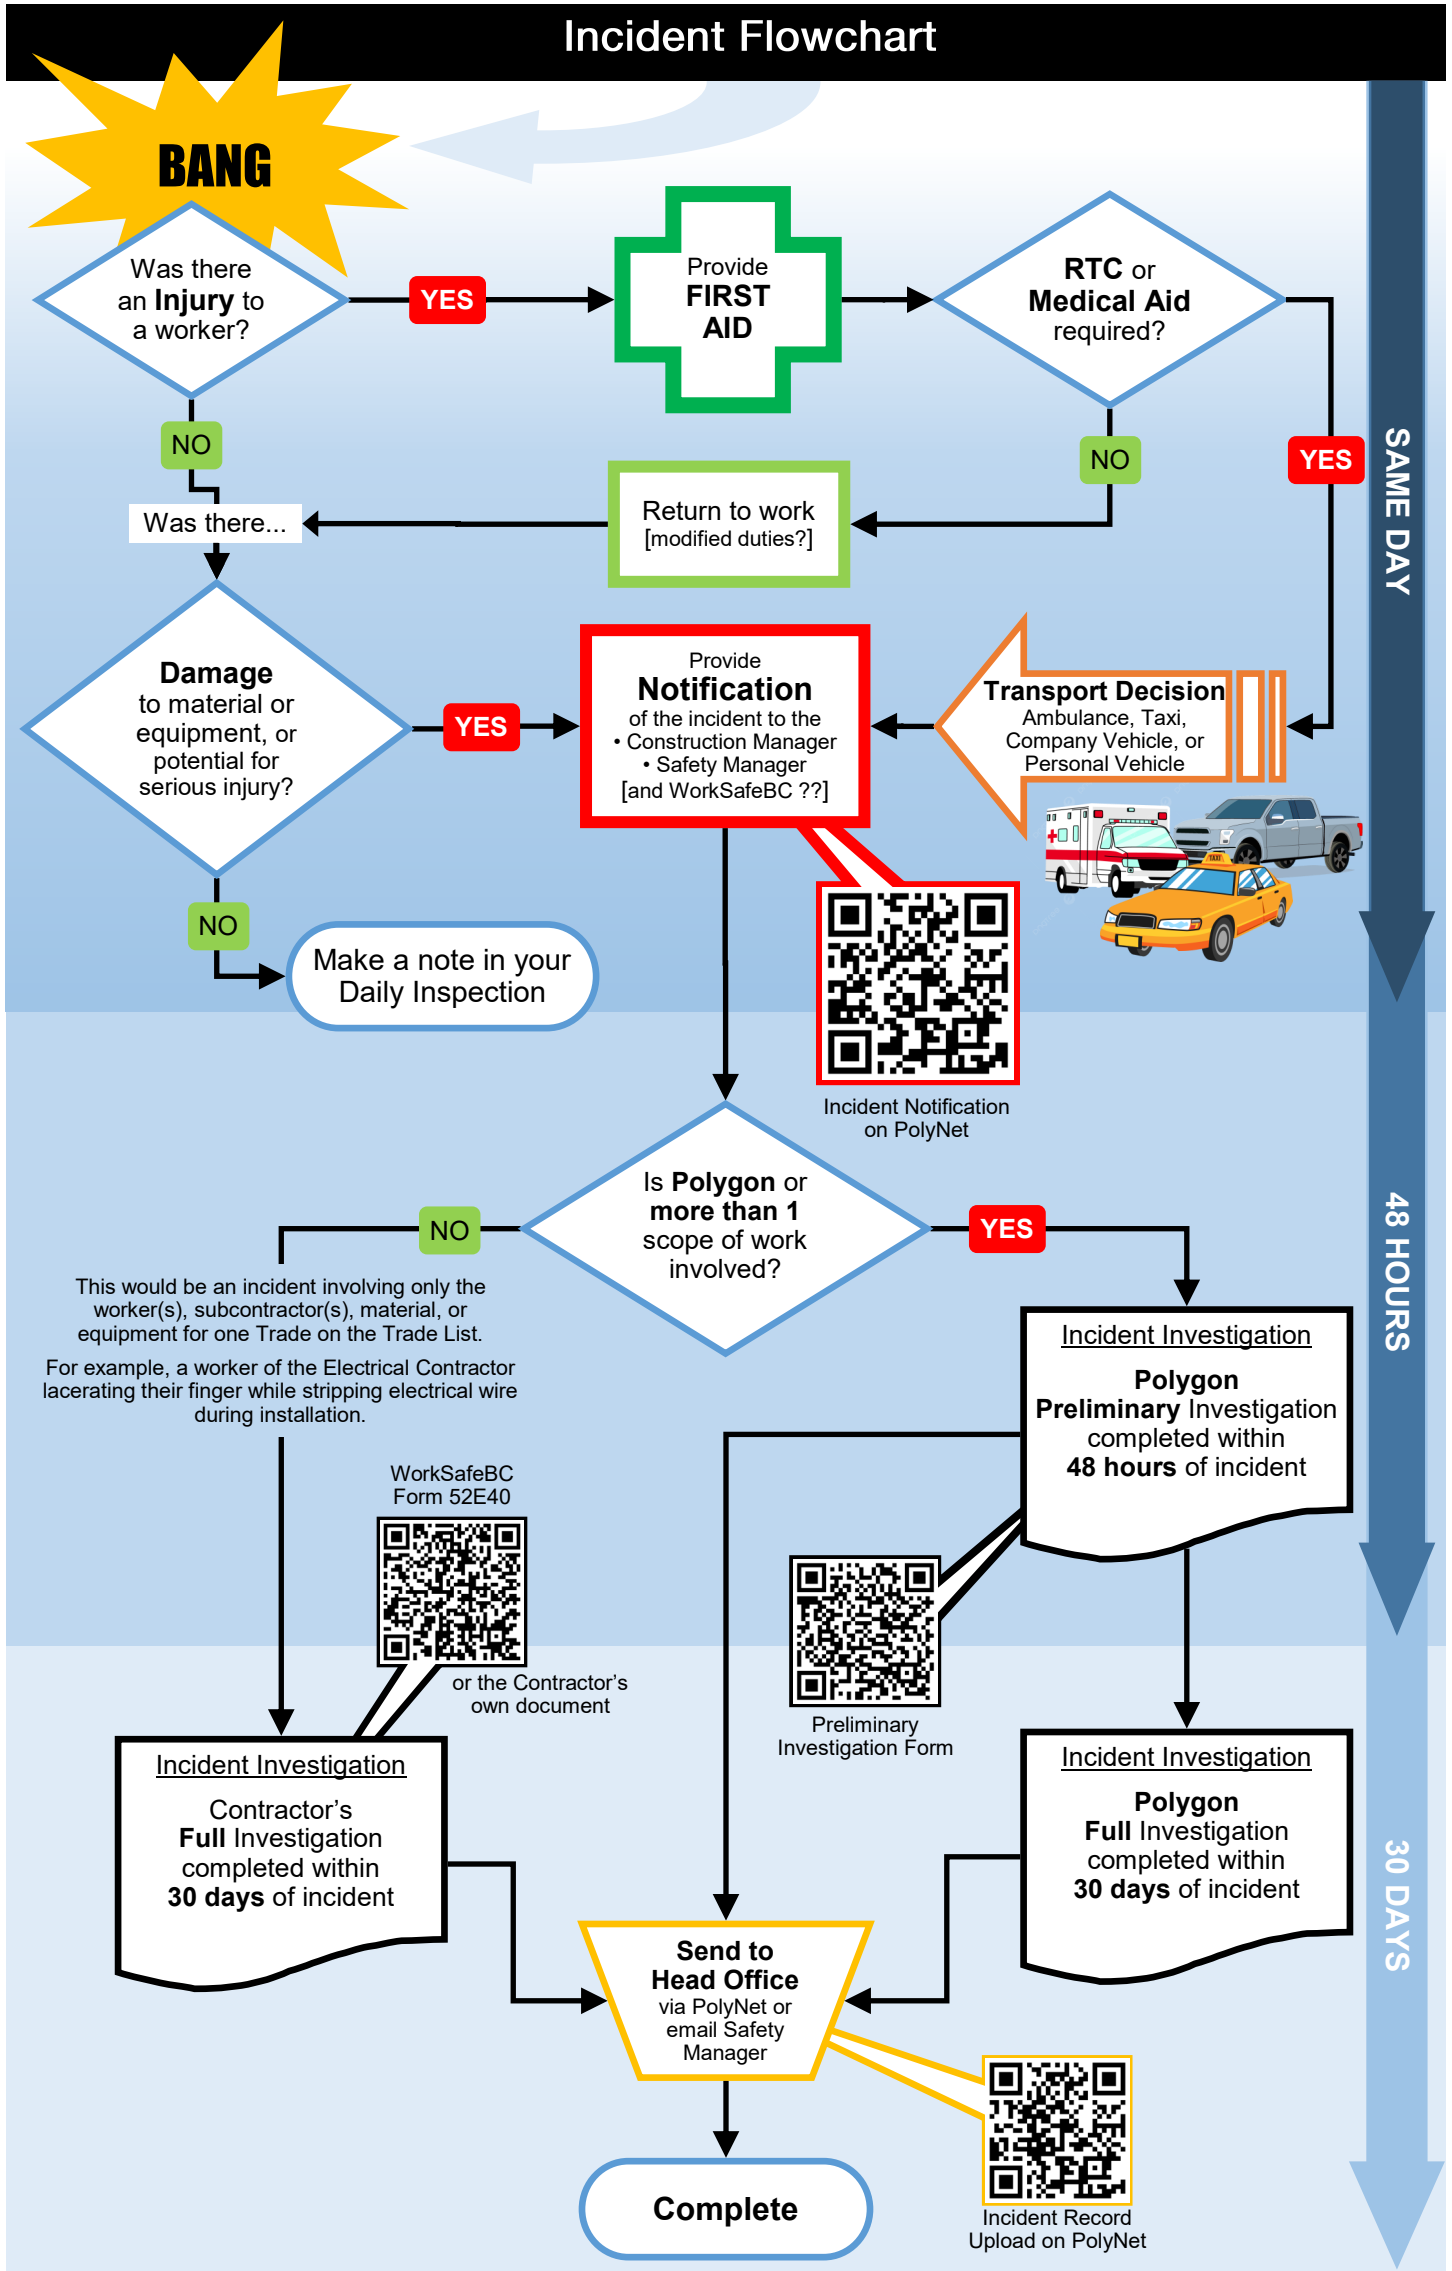 Incident Flowchart
BANG
Was there
an Injury to
a worker?
YES
Provide
FIRST
AID
RTC or
Medical Aid
required?
NO
NO
YES
SAME DAY
Was there...
Return to work
[modified duties?]
Damage
to material or
equipment, or
potential for
serious injury?
YES
Provide
Notification
of the incident to the
• Construction Manager
• Safety Manager
[and WorkSafeBC ??]
Transport Decision
Ambulance, Taxi,
Company Vehicle, or
Personal Vehicle
TAXI
NO
Make a note in your
Daily Inspection
Incident Notification
on PolyNet
Is Polygon or
more than 1
scope of work
involved?
NO
YES
48 HOURS
This would be an incident involving only the
worker(s), subcontractor(s), material, or
equipment for one Trade on the Trade List.
For example, a worker of the Electrical Contractor
lacerating their finger while stripping electrical wire
during installation.
Incident Investigation
Polygon
Preliminary Investigation
completed within
48 hours of incident
WorkSafeBC
Form 52E40
or the Contractor's
own document
Preliminary
Investigation Form
Incident Investigation
Contractor's
Full Investigation
completed within
30 days of incident
Incident Investigation
Polygon
Full Investigation
completed within
30 days of incident
30 DAYS
Send to
Head Office
via PolyNet or
email Safety
Manager
Incident Record
Upload on PolyNet
Complete